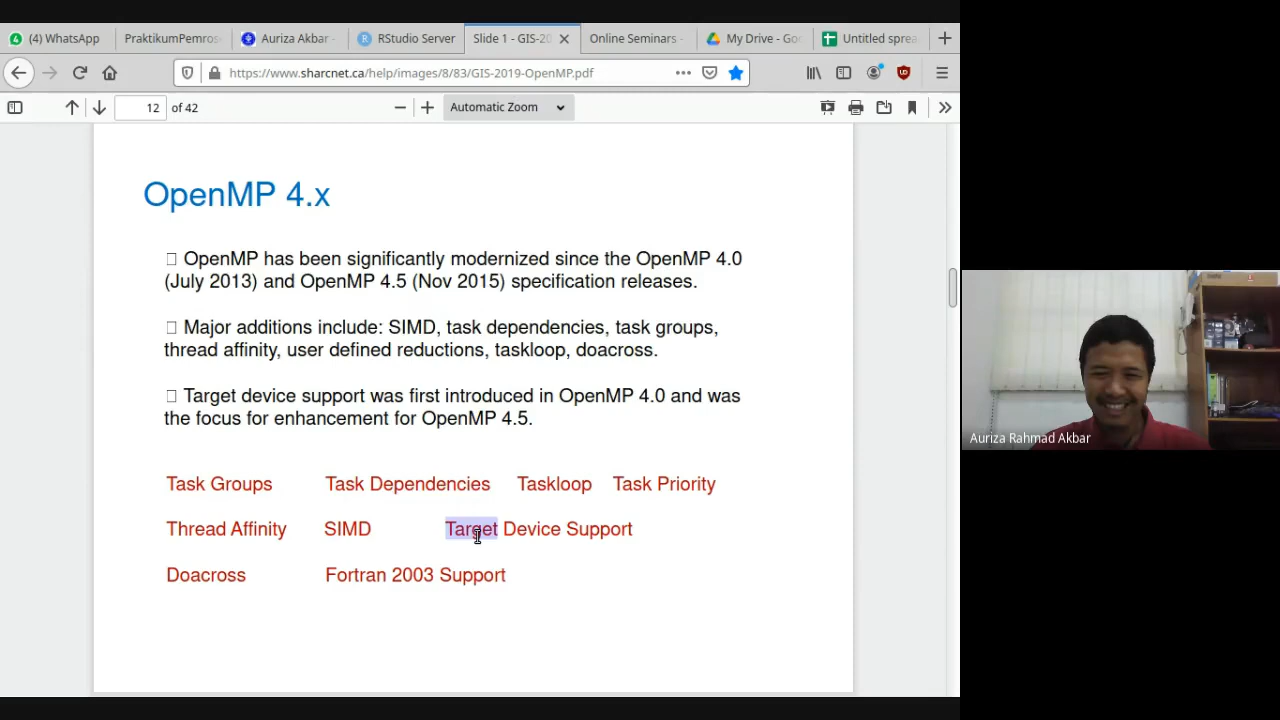 (4) WhatsApp
PraktikumPemros
Auriza Akbar -
RStudio Server
Slide 1 - GIS-20
Online Seminars -
My Drive - Goo
Untitled sprea
https://www.sharcnet.ca/help/images/8/83/GIS-2019-OpenMP.pdf
12 of 42
Automatic Zoom
OpenMP 4.x
OpenMP has been significantly modernized since the OpenMP 4.0
(July 2013) and OpenMP 4.5 (Nov 2015) specification releases.
Major additions include: SIMD, task dependencies, task groups,
thread affinity, user defined reductions, taskloop, doacross.
Target device support was first introduced in OpenMP 4.0 and was
the focus for enhancement for OpenMP 4.5.
Task Groups Task Dependencies Taskloop Task Priority
Thread Affinity SIMD Target Device Support
Doacross Fortran 2003 Support
Auriza Rahmad Akbar